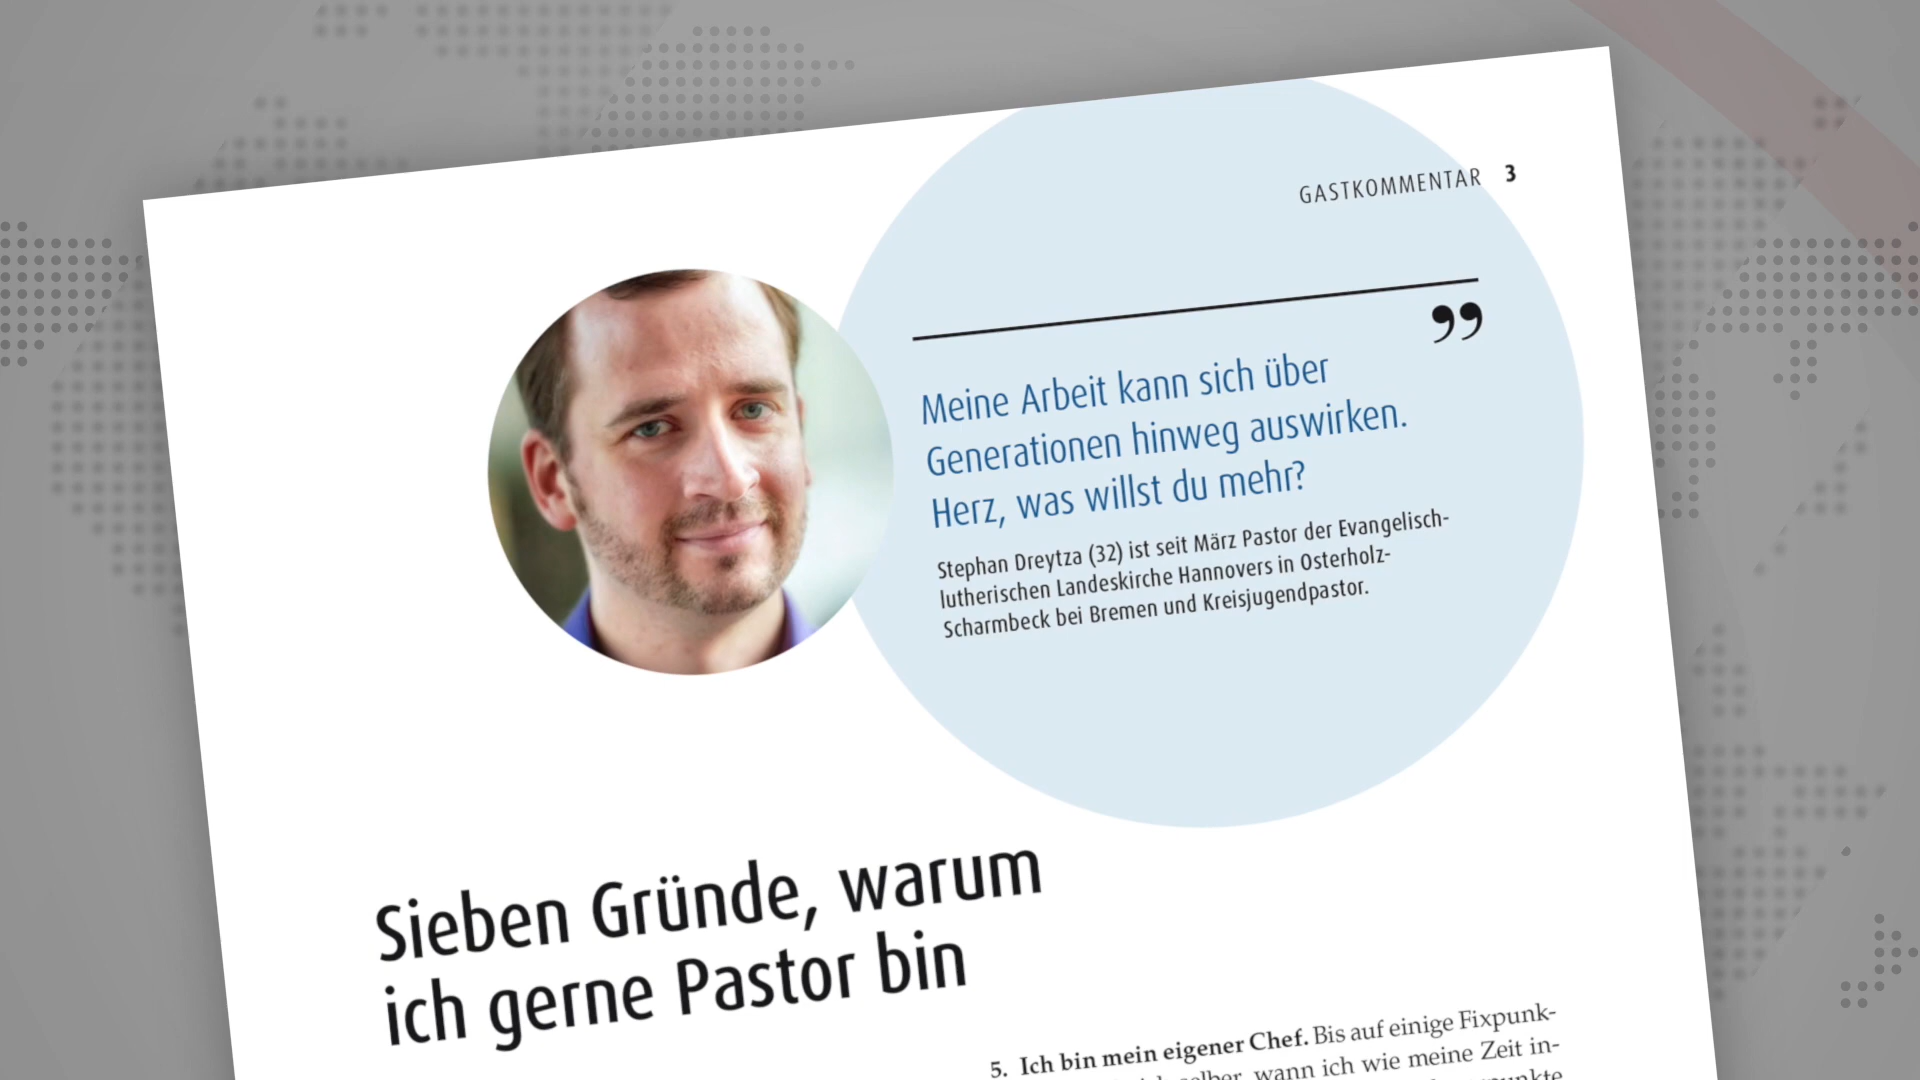 GASTKOMMENTAR 3
”
Meine Arbeit kann sich über
Generationen hinweg auswirken.
Herz, was willst du mehr?
Stephan Dreytza (32) ist seit März Pastor der Evangelisch-
lutherischen Landeskirche Hannovers in Osterholz-
Scharmbeck bei Bremen und Kreisjugendpastor.
Sieben Gründe, warum
ich gerne Pastor bin
5. Ich bin mein eigener Chef. Bis auf einige Fixpunk-
selber, wann ich wie meine Zeit in-